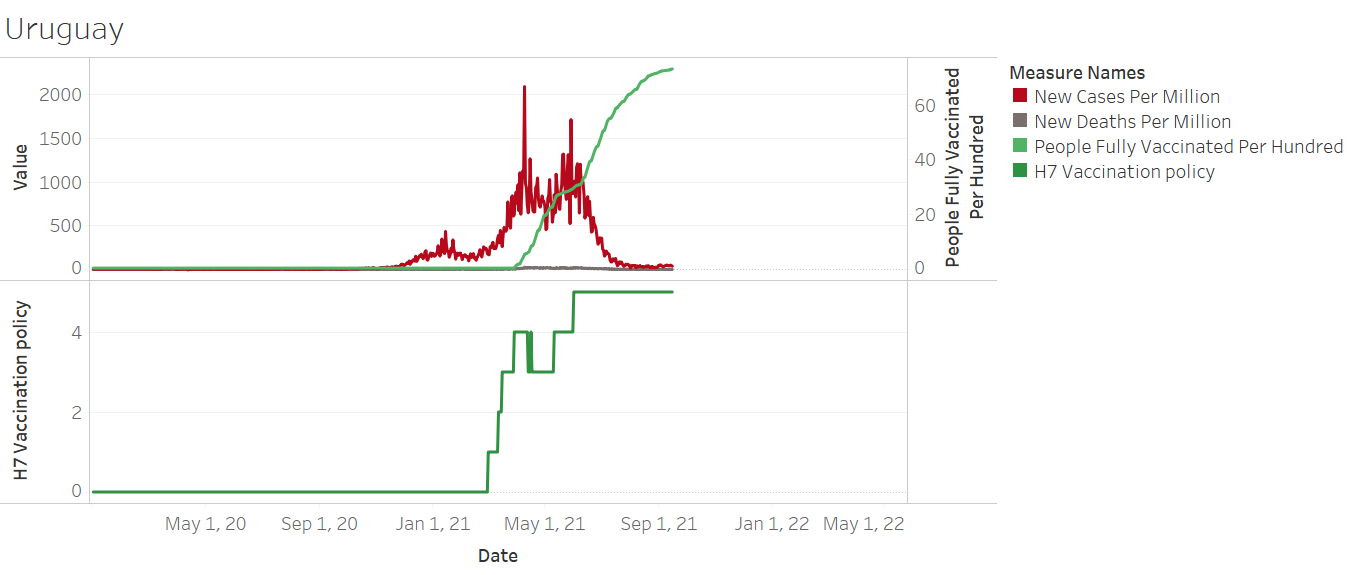 Uruguay
Value
2000
1500
1000
500
0
60
40
20
0
People Fully Vaccinated
Per Hundred
Measure Names
New Cases Per Million
New Deaths Per Million
People Fully Vaccinated Per Hundred
H7 Vaccination policy
H7 Vaccination policy
4
2
0
May 1, 20 Sep 1, 20 Jan 1, 21 May 1, 21 Sep 1, 21 Jan 1, 22 May 1, 22
Date